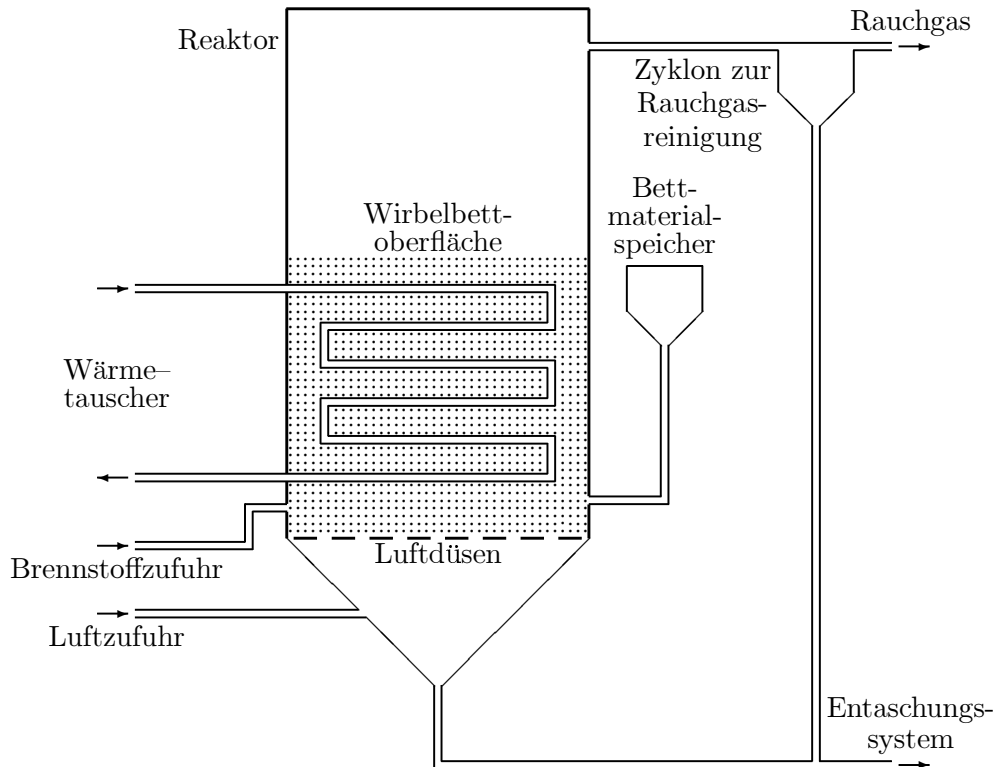 Rauchgas
Reaktor
Zyklon zur
Rauchgas-
reinigung
Bett-
material-
speicher
Wirbelbett-
oberfläche
Wärme–
tauscher
Luftdüsen
Brennstoffzufuhr
Luftzufuhr
Entaschungs-
system